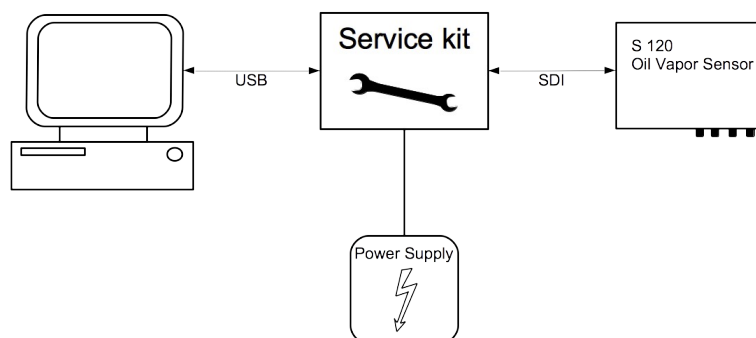 Service kit
S 120
Oil Vapor Sensor
USB
SDI
Power Supply